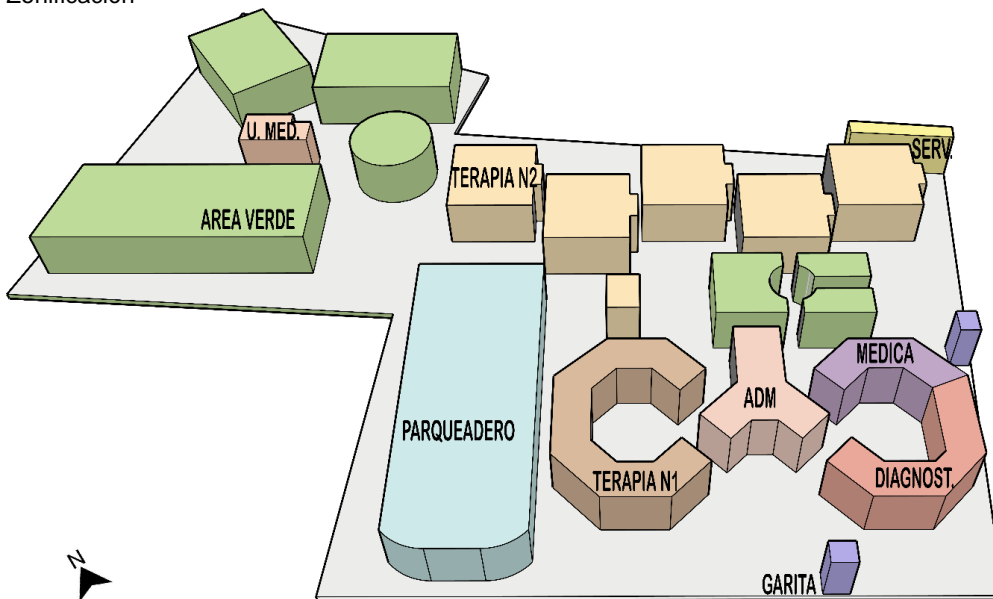 Zonificación
U. MED.
SERV.
TERAPIA N2
AREA VERDE
MEDICA
ADM
PARQUEADERO
TERAPIA N1
DIAGNOST.
N
GARITA